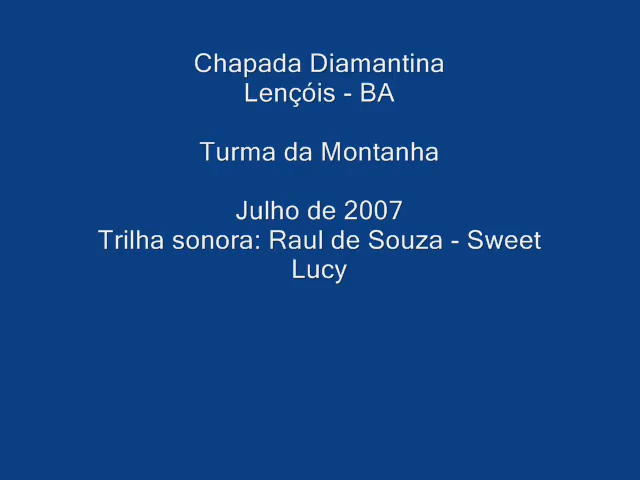 Chapada Diamantina
Lençóis - BA
Turma da Montanha
Julho de 2007
Trilha sonora: Raul de Souza - Sweet
Lucy